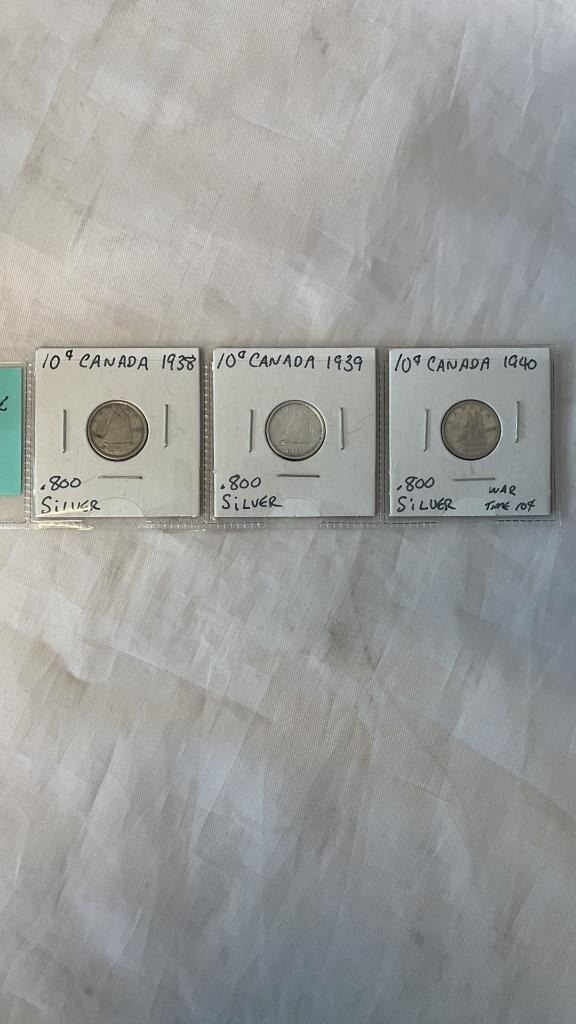 10¢ CANADA 1938
.800
SILVER
10¢ CANADA 1939
.800
SILVER
10¢ CANADA 1940
.800
SILVER
WAR
TIME 10¢